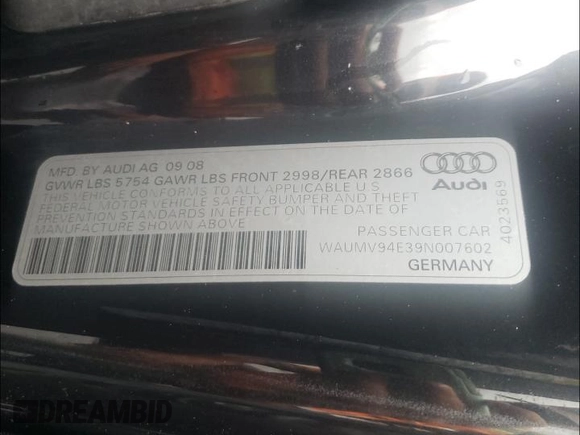 MFD. BY AUDI AG 09 08
GVWR LBS 5754 GAWR LBS FRONT 2998/REAR 2866
THIS VEHICLE CONFORMS TO ALL APPLICABLE U S
FEDERAL MOTOR VEHICLE SAFETY BUMPER AND THEFT
PREVENTION STANDARDS IN EFFECT ON THE DATE OF
MANUFACTURE SHOWN ABOVE
Audi
PASSENGER CAR
WAUMV94E39N007602
GERMANY
4023569
DREAMBID